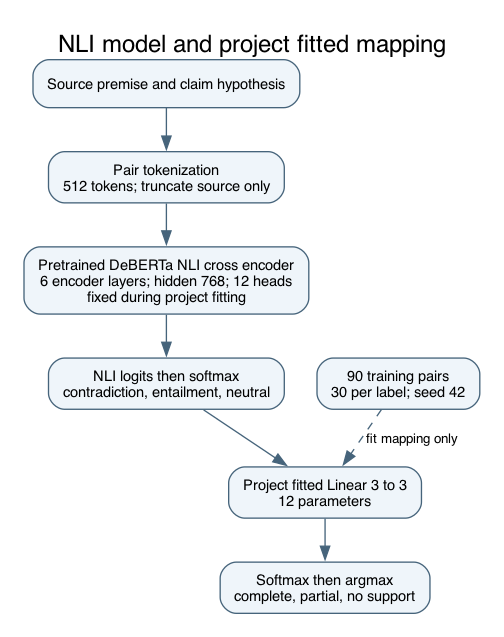 NLI model and project fitted mapping
Source premise and claim hypothesis
Pair tokenization
512 tokens; truncate source only
Pretrained DeBERTa NLI cross encoder
6 encoder layers; hidden 768; 12 heads
fixed during project fitting
NLI logits then softmax
contradiction, entailment, neutral
90 training pairs
30 per label; seed 42
fit mapping only
Project fitted Linear 3 to 3
12 parameters
Softmax then argmax
complete, partial, no support